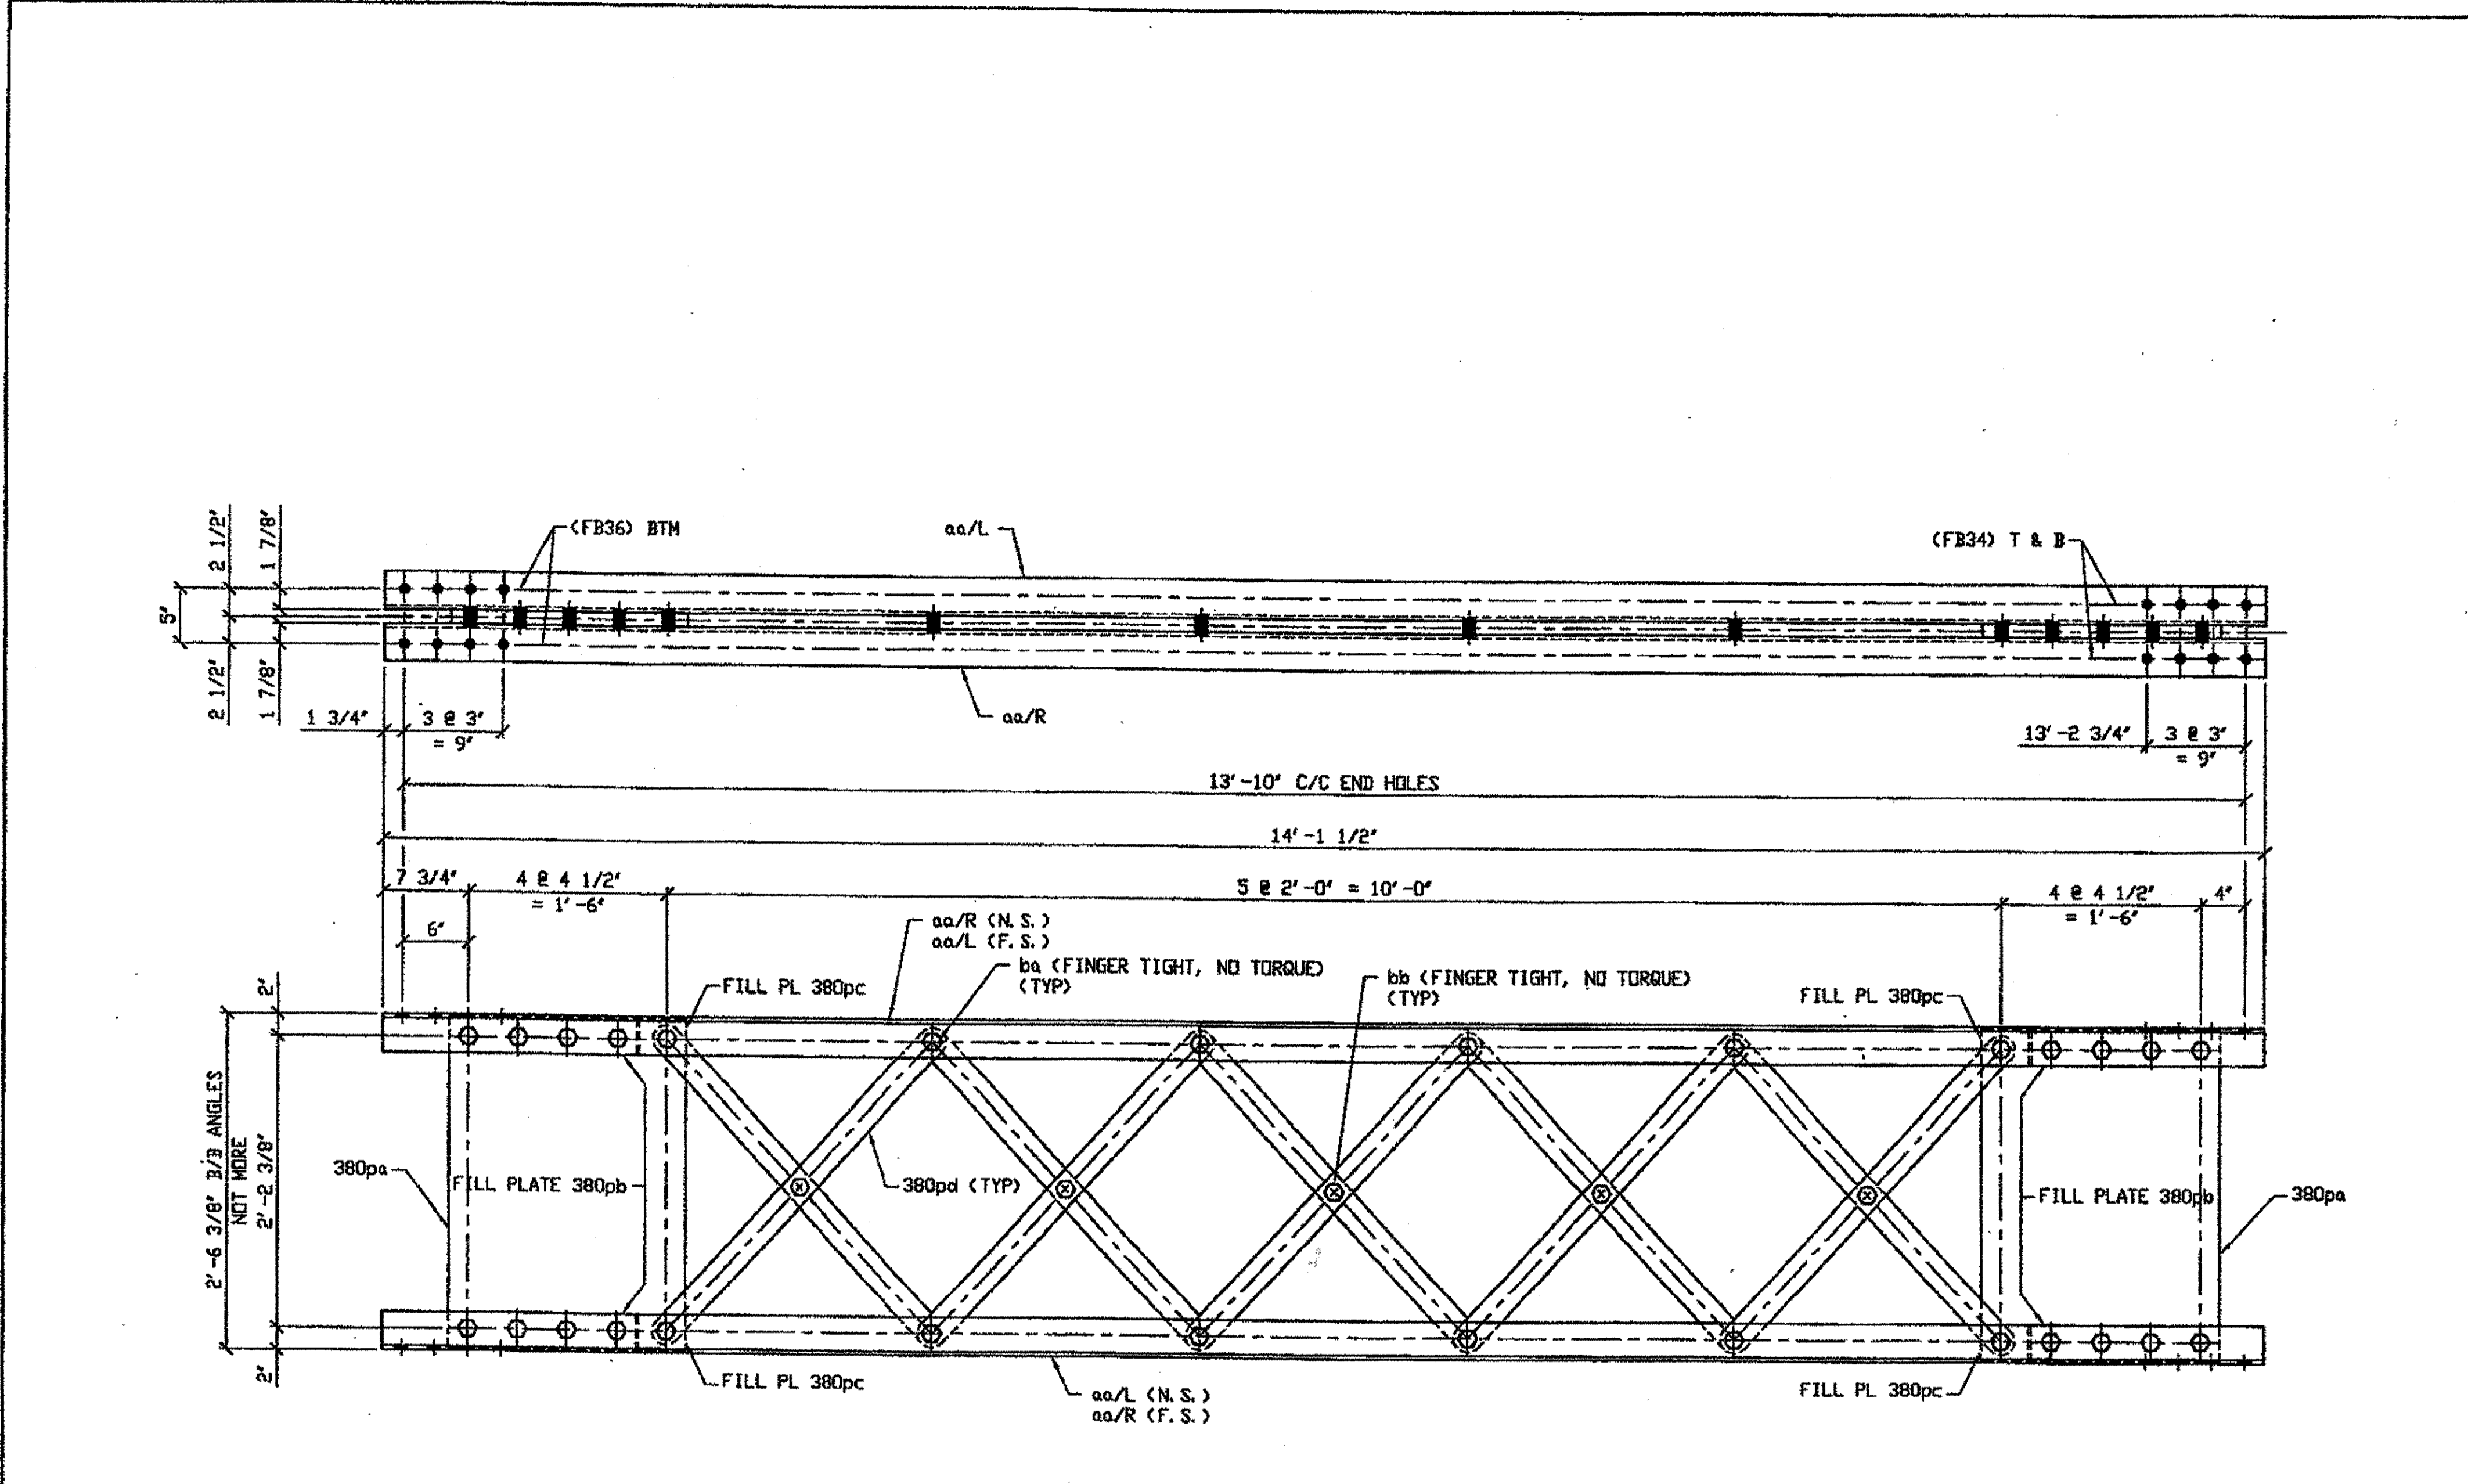 (FB36) BTM
aa/L
(FB34) T & B
2 1/2"
1 7/8"
5"
2 1/2"
1 7/8"
aa/R
1 3/4"
3 @ 3"
= 9"
13'-2 3/4"
3 @ 3"
= 9"
13'-10" C/C END HOLES
14'-1 1/2"
7 3/4"
4 @ 4 1/2"
= 1'-6"
5 @ 2'-0" = 10'-0"
4 @ 4 1/2"
= 1'-6"
4"
6"
aa/R (N.S.)
aa/L (F.S.)
ba (FINGER TIGHT, NO TORQUE)
(TYP)
bb (FINGER TIGHT, NO TORQUE)
(TYP)
FILL PL 380pc
FILL PL 380pc
2"
2'-6 3/8" B/B ANGLES
NOT MORE
2'-2 3/8"
2"
380pa
FILL PLATE 380pb
380pd (TYP)
FILL PLATE 380pb
380pa
FILL PL 380pc
FILL PL 380pc
aa/L (N.S.)
aa/R (F.S.)